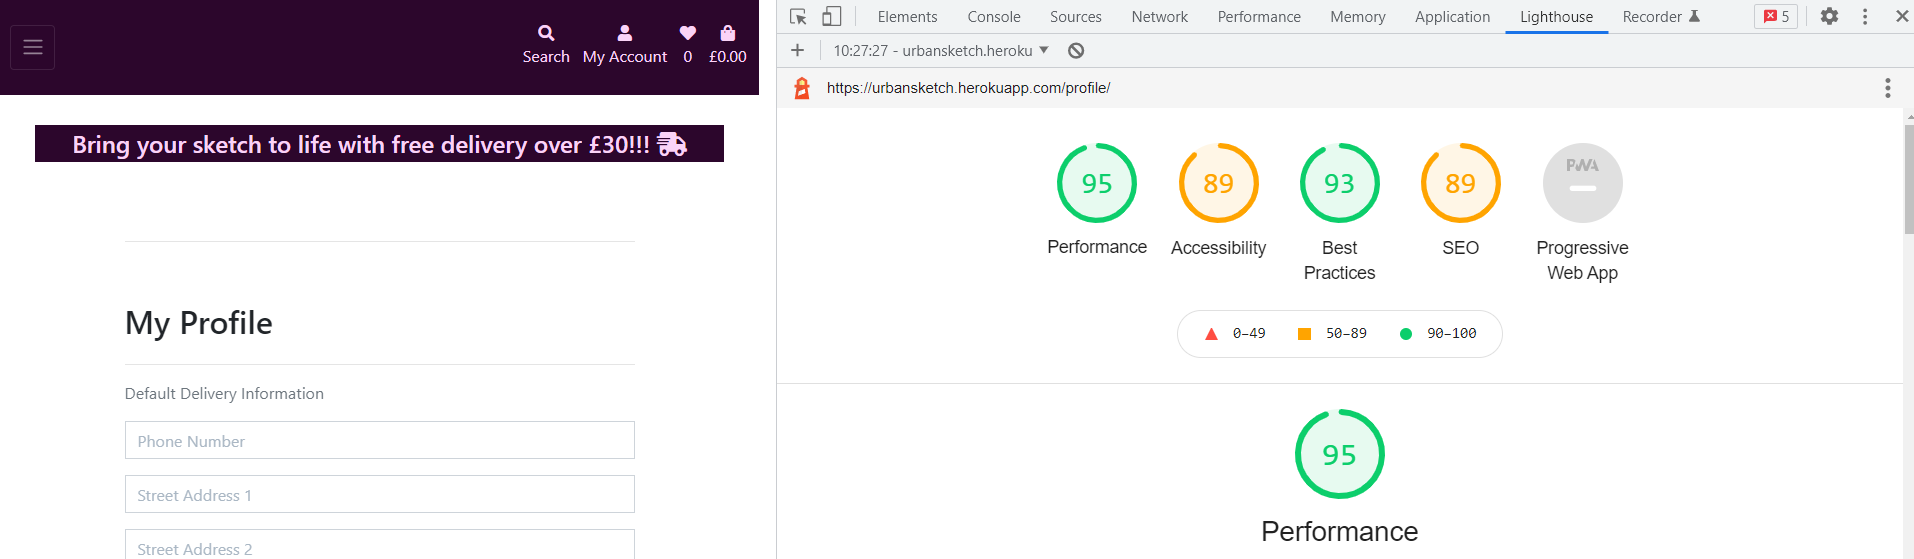 Search My Account 0 £0.00
Bring your sketch to life with free delivery over £30!!!
My Profile
Default Delivery Information
Phone Number
Street Address 1
Street Address 2
Elements Console Sources Network Performance Memory Application Lighthouse Recorder 5
10:27:27 - urbansketch.heroku
https://urbansketch.herokuapp.com/profile/
95 89 93 89 PWA
Performance Accessibility Best Practices SEO Progressive Web App
0–49 50–89 90–100
95
Performance